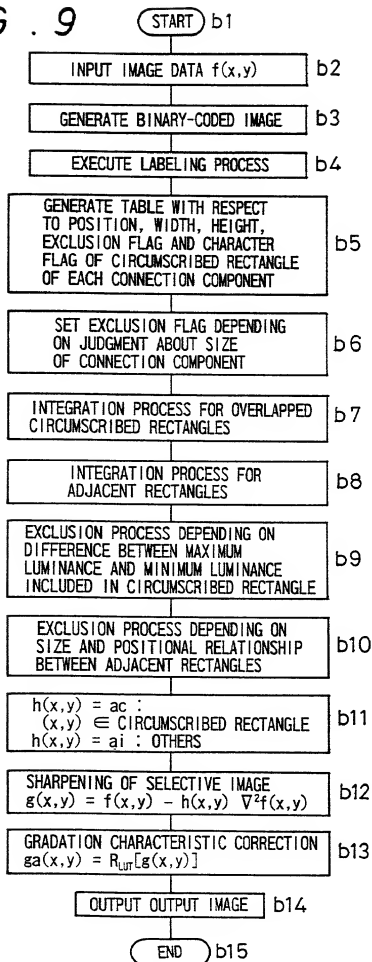 G . 9
START b1
INPUT IMAGE DATA f(x,y) b2
GENERATE BINARY-CODED IMAGE b3
EXECUTE LABELING PROCESS b4
GENERATE TABLE WITH RESPECT
TO POSITION, WIDTH, HEIGHT,
EXCLUSION FLAG AND CHARACTER
FLAG OF CIRCUMSCRIBED RECTANGLE
OF EACH CONNECTION COMPONENT
b5
SET EXCLUSION FLAG DEPENDING
ON JUDGMENT ABOUT SIZE
OF CONNECTION COMPONENT
b6
INTEGRATION PROCESS FOR OVERLAPPED
CIRCUMSCRIBED RECTANGLES
b7
INTEGRATION PROCESS FOR
ADJACENT RECTANGLES
b8
EXCLUSION PROCESS DEPENDING ON
DIFFERENCE BETWEEN MAXIMUM
LUMINANCE AND MINIMUM LUMINANCE
INCLUDED IN CIRCUMSCRIBED RECTANGLE
b9
EXCLUSION PROCESS DEPENDING ON
SIZE AND POSITIONAL RELATIONSHIP
BETWEEN ADJACENT RECTANGLES
b10
h(x,y) = ac :
(x,y) ∈ CIRCUMSCRIBED RECTANGLE
h(x,y) = ai : OTHERS
b11
SHARPENING OF SELECTIVE IMAGE
g(x,y) = f(x,y) − h(x,y) ∇²f(x,y)
b12
GRADATION CHARACTERISTIC CORRECTION
ga(x,y) = R_LUT[g(x,y)]
b13
OUTPUT OUTPUT IMAGE b14
END b15